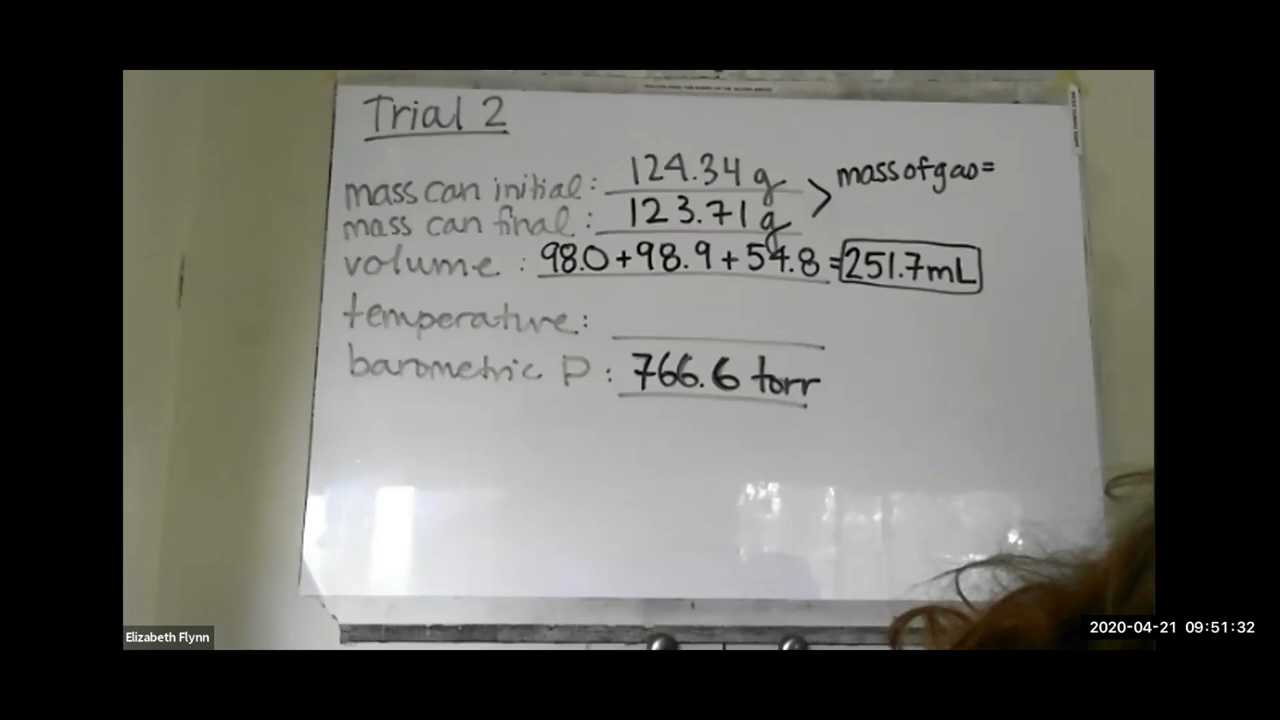 Trial 2
mass can initial: 124.34 g
mass of gas =
mass can final: 123.71 g
volume: 98.0 + 98.9 + 54.8 = 251.7 mL
temperature:
barometric P: 766.6 torr
Elizabeth Flynn
2020-04-21 09:51:32